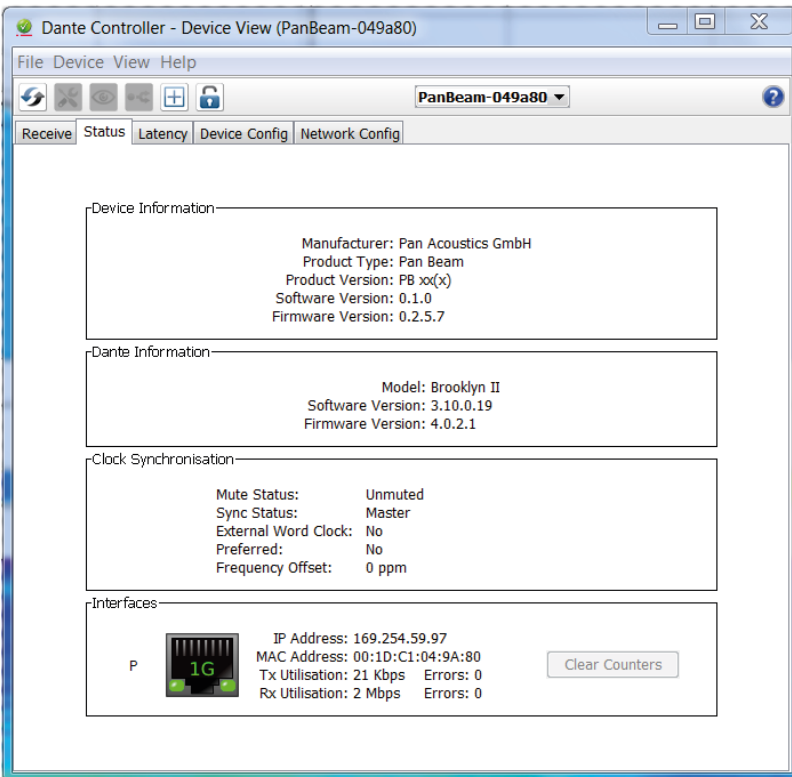 Dante Controller - Device View (PanBeam-049a80)
File Device View Help
PanBeam-049a80
Receive Status Latency Device Config Network Config
Device Information
Manufacturer: Pan Acoustics GmbH
Product Type: Pan Beam
Product Version: PB xx(x)
Software Version: 0.1.0
Firmware Version: 0.2.5.7
Dante Information
Model: Brooklyn II
Software Version: 3.10.0.19
Firmware Version: 4.0.2.1
Clock Synchronisation
Mute Status: Unmuted
Sync Status: Master
External Word Clock: No
Preferred: No
Frequency Offset: 0 ppm
Interfaces
P
1G
IP Address: 169.254.59.97
MAC Address: 00:1D:C1:04:9A:80
Tx Utilisation: 21 Kbps Errors: 0
Rx Utilisation: 2 Mbps Errors: 0
Clear Counters